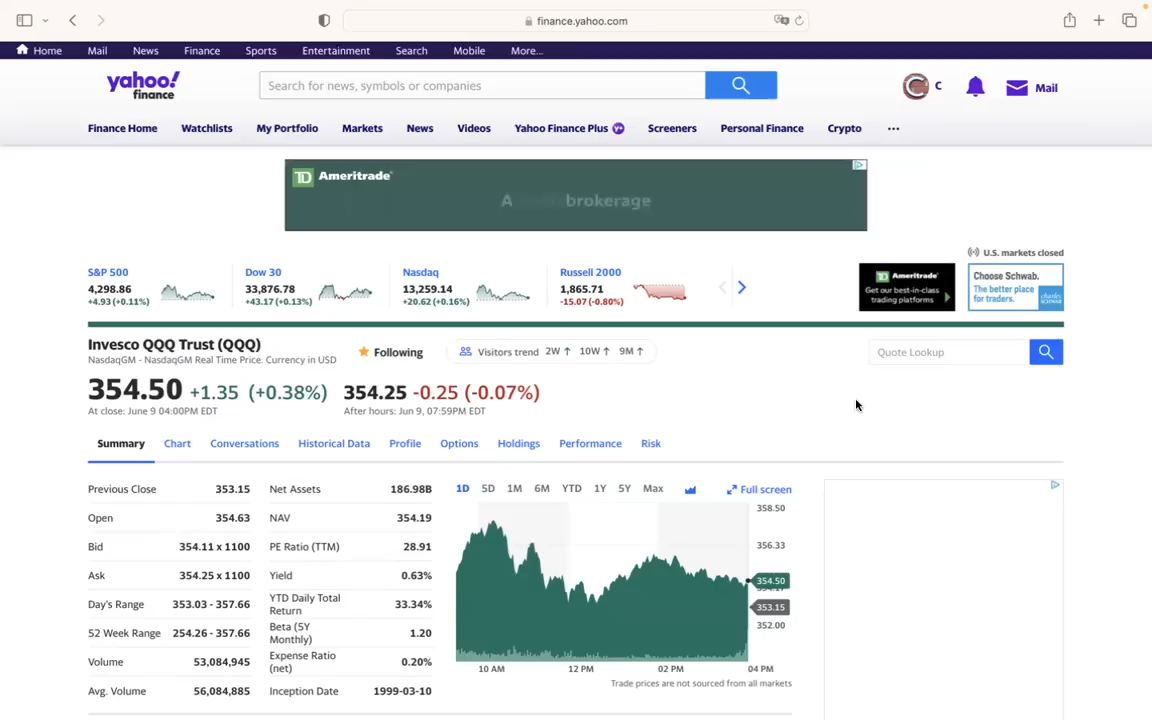 finance.yahoo.com
Home Mail News Finance Sports Entertainment Search Mobile More...
yahoo!
finance
Search for news, symbols or companies
C
Mail
Finance Home Watchlists My Portfolio Markets News Videos Yahoo Finance Plus Y+ Screeners Personal Finance Crypto ...
TD Ameritrade
A brokerage
U.S. markets closed
S&P 500 Dow 30 Nasdaq Russell 2000
4,298.86 33,876.78 13,259.14 1,865.71
+4.93 (+0.11%) +43.17 (+0.13%) +20.62 (+0.16%) -15.07 (-0.80%)
TD Ameritrade
Get our best-in-class
trading platforms
Choose Schwab.
The better place
for traders.
charles
SCHWAB
Invesco QQQ Trust (QQQ)
NasdaqGM - NasdaqGM Real Time Price. Currency in USD
Following
Visitors trend 2W ↑ 10W ↑ 9M ↑
Quote Lookup
354.50 +1.35 (+0.38%) 354.25 -0.25 (-0.07%)
At close: June 9 04:00PM EDT After hours: Jun 9, 07:59PM EDT
Summary Chart Conversations Historical Data Profile Options Holdings Performance Risk
Previous Close 353.15
Open 354.63
Bid 354.11 x 1100
Ask 354.25 x 1100
Day's Range 353.03 - 357.66
52 Week Range 254.26 - 357.66
Volume 53,084,945
Avg. Volume 56,084,885
Net Assets 186.98B
NAV 354.19
PE Ratio (TTM) 28.91
Yield 0.63%
YTD Daily Total
Return 33.34%
Beta (5Y
Monthly) 1.20
Expense Ratio
(net) 0.20%
Inception Date 1999-03-10
1D 5D 1M 6M YTD 1Y 5Y Max Full screen
358.50
356.33
354.50
353.15
352.00
10 AM 12 PM 02 PM 04 PM
Trade prices are not sourced from all markets